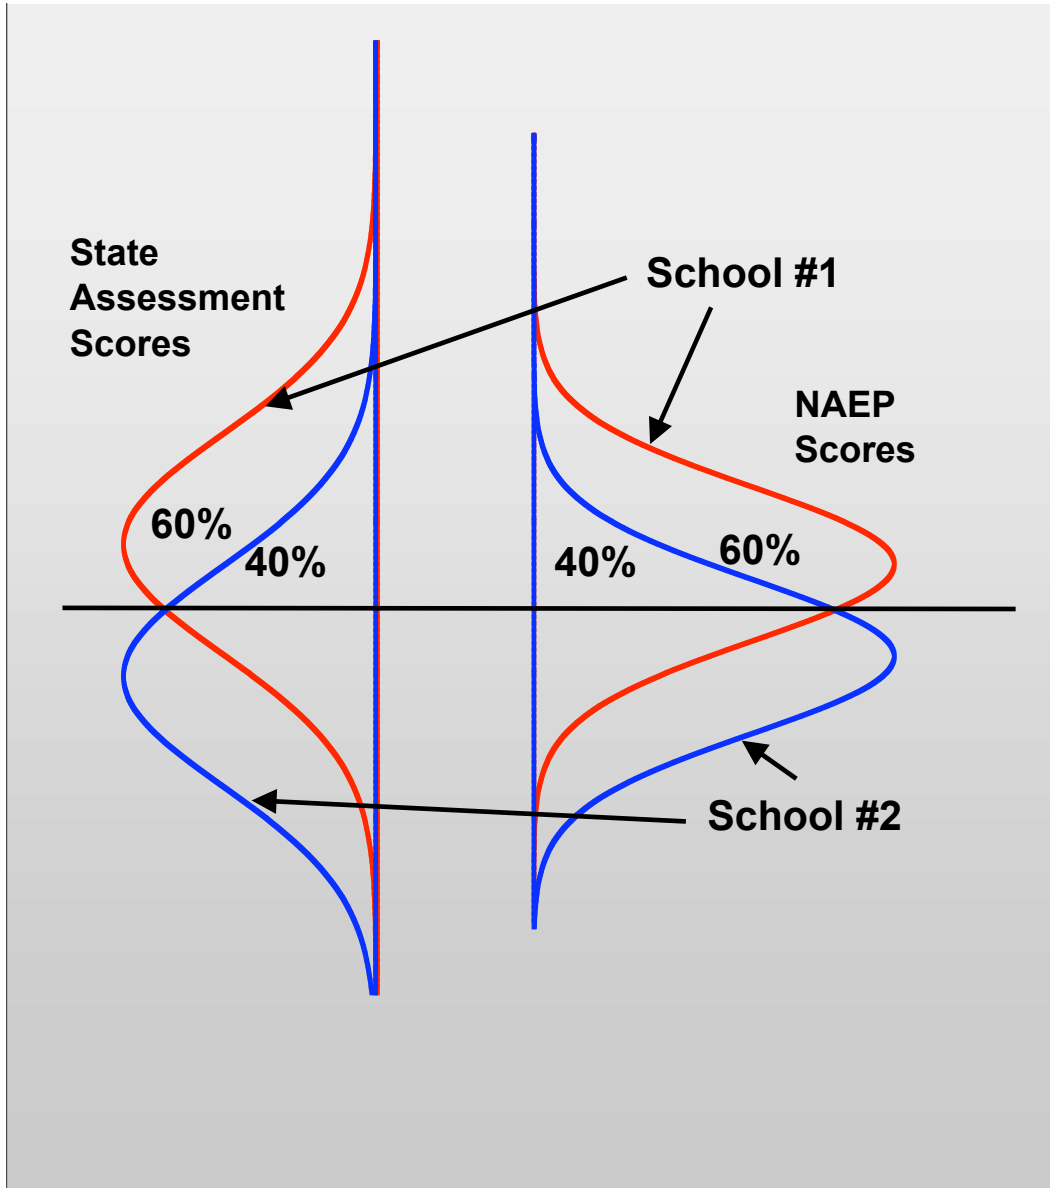 State
Assessment
Scores
School #1
NAEP
Scores
60%
40%
40%
60%
School #2